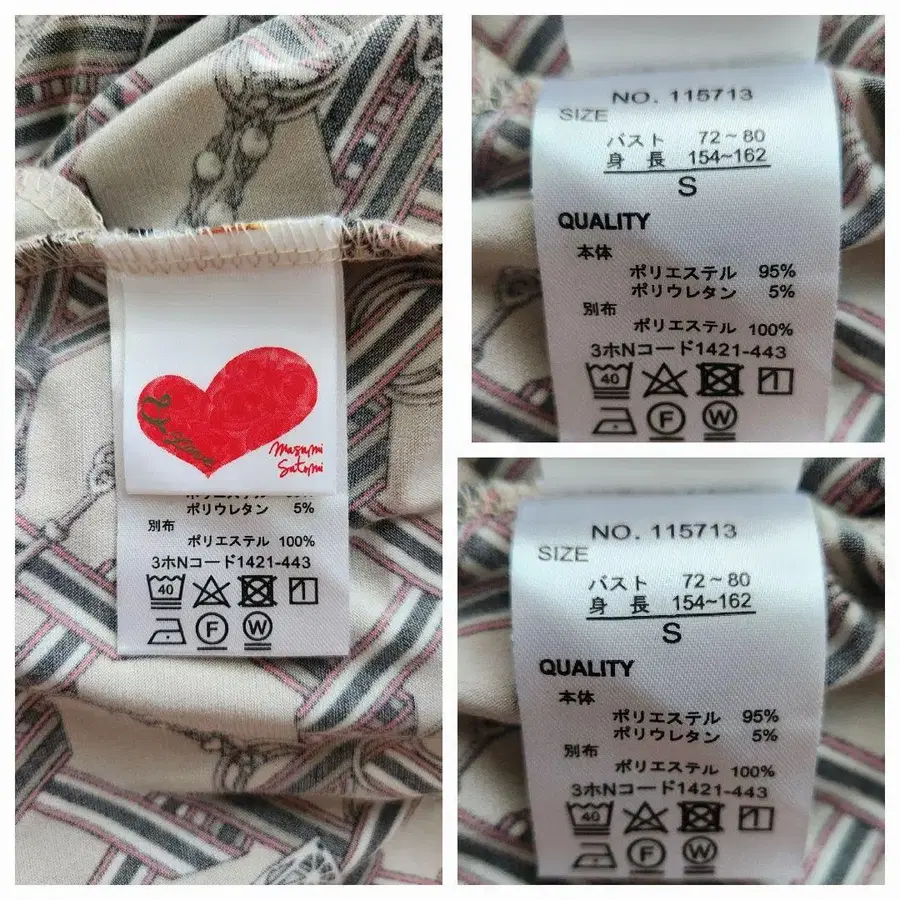 Masumi
Satomi
ポリウレタン 5%
別布
ポリエステル 100%
3ホNコード1421-443
40
1
F
W
NO. 115713
SIZE
バスト 72~80
身 長 154~162
S
QUALITY
本体
ポリエステル 95%
ポリウレタン 5%
別布
ポリエステル 100%
3ホNコード1421-443
40
1
F
W
NO. 115713
SIZE
バスト 72~80
身 長 154~162
S
QUALITY
本体
ポリエステル 95%
ポリウレタン 5%
別布
ポリエステル 100%
3ホNコード1421-443
40
1
F
W